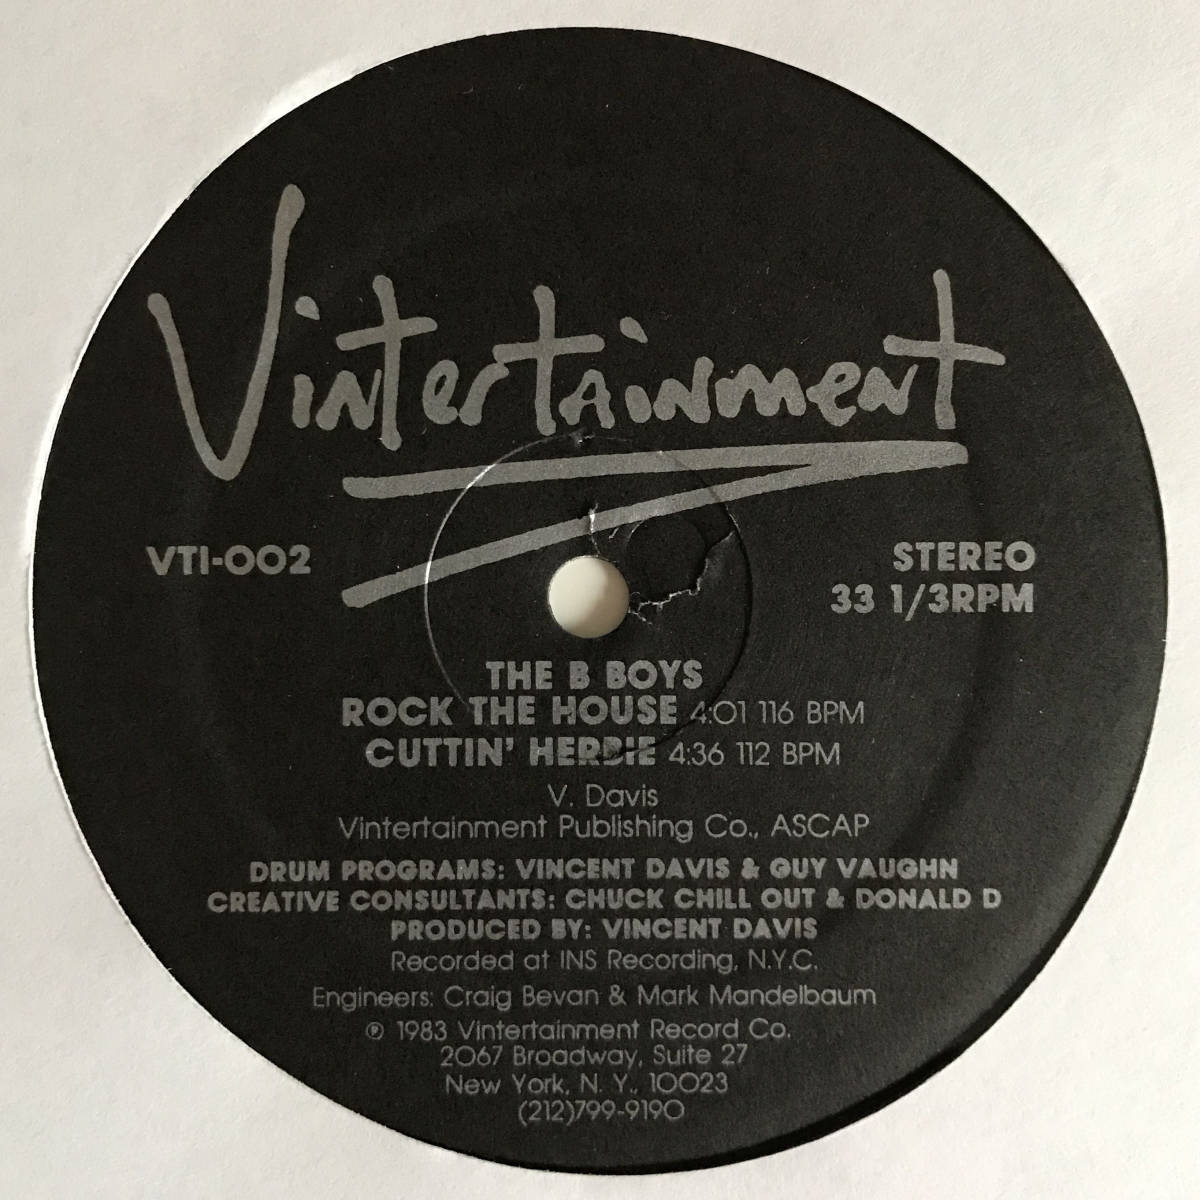 Vintertainment
VTI-002
STEREO
33 1/3RPM
THE B BOYS
ROCK THE HOUSE 4:01 116 BPM
CUTTIN' HERBIE 4:36 112 BPM
V. Davis
Vintertainment Publishing Co., ASCAP
DRUM PROGRAMS: VINCENT DAVIS & GUY VAUGHN
CREATIVE CONSULTANTS: CHUCK CHILL OUT & DONALD D
PRODUCED BY: VINCENT DAVIS
Recorded at INS Recording, N.Y.C.
Engineers: Craig Bevan & Mark Mandelbaum
℗ 1983 Vintertainment Record Co.
2067 Broadway, Suite 27
New York, N. Y., 10023
(212)799-9190